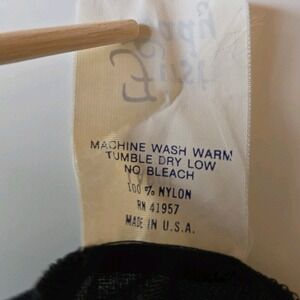 MACHINE WASH WARM
TUMBLE DRY LOW
NO BLEACH
100 % NYLON
RN 41957
MADE IN U.S.A.